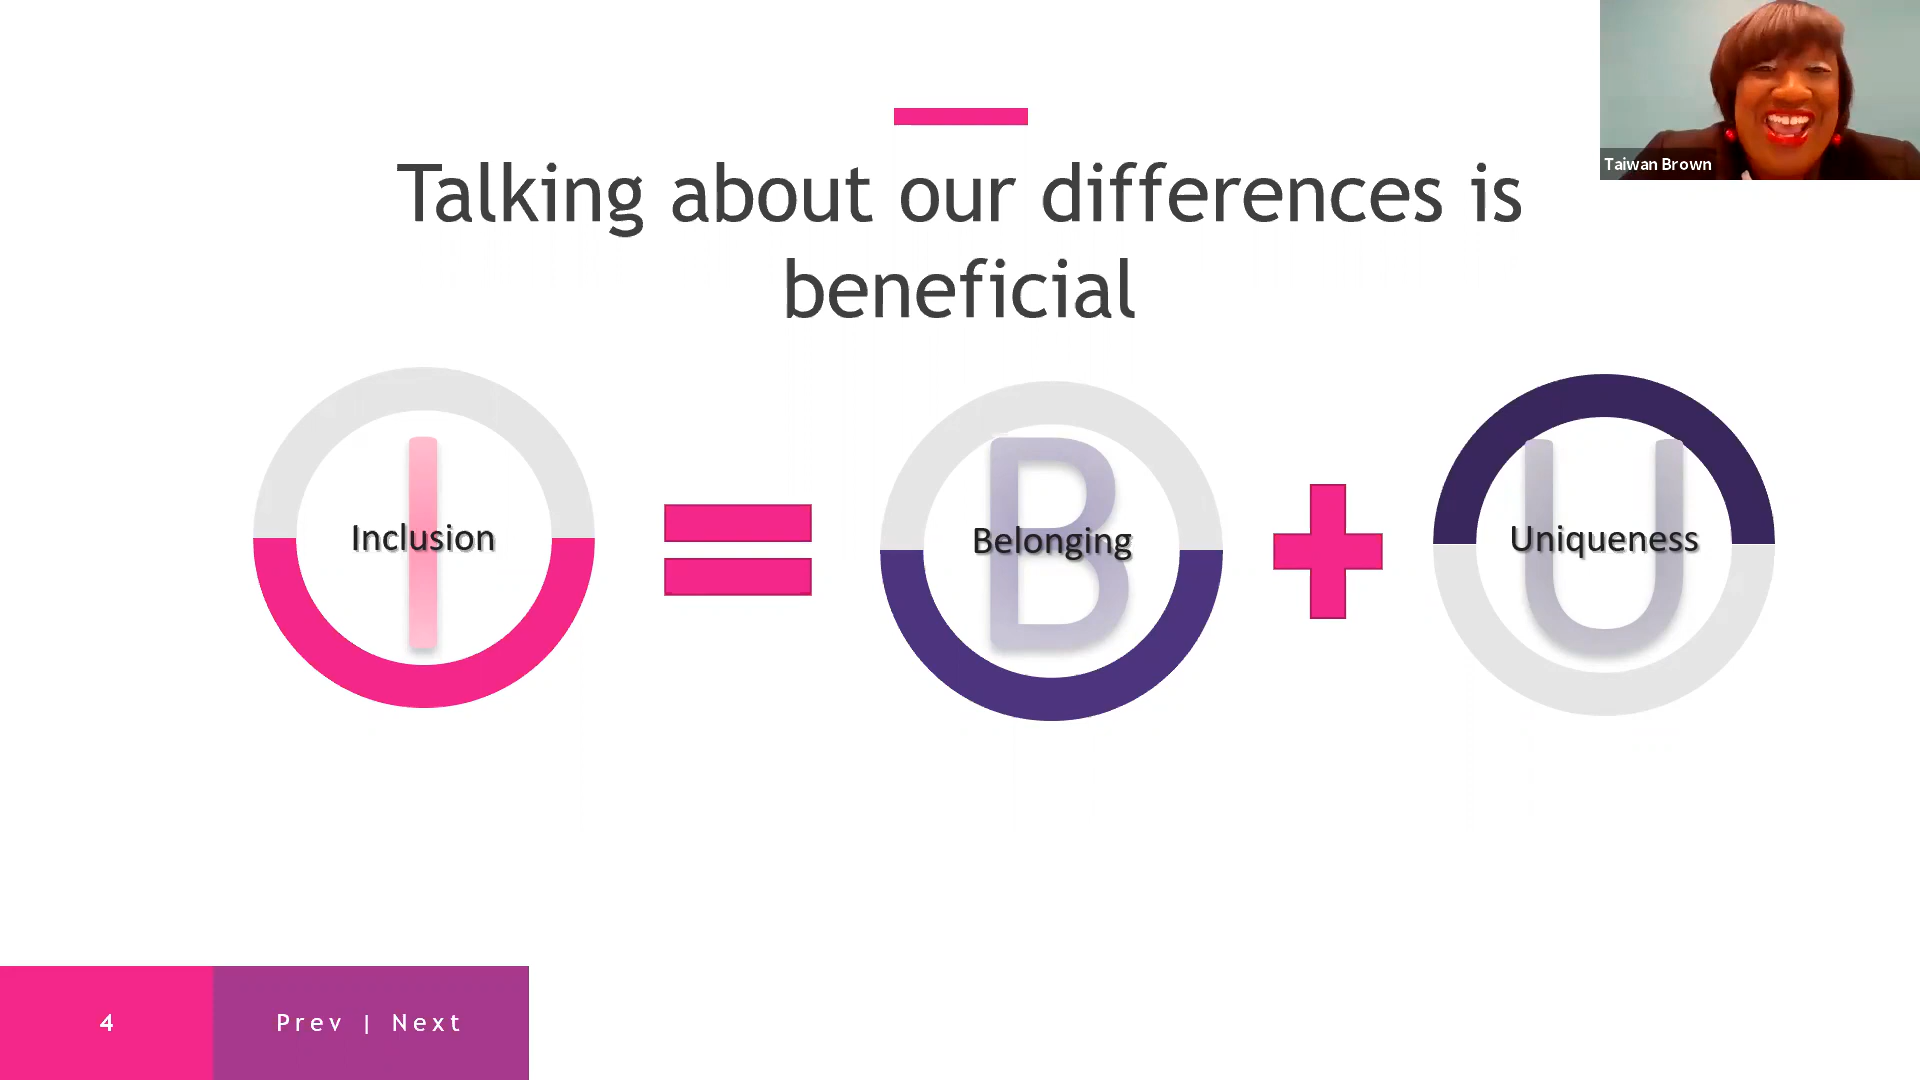 Taiwan Brown
Talking about our differences is
beneficial
I
Inclusion
B
Belonging
U
Uniqueness
4
Prev | Next